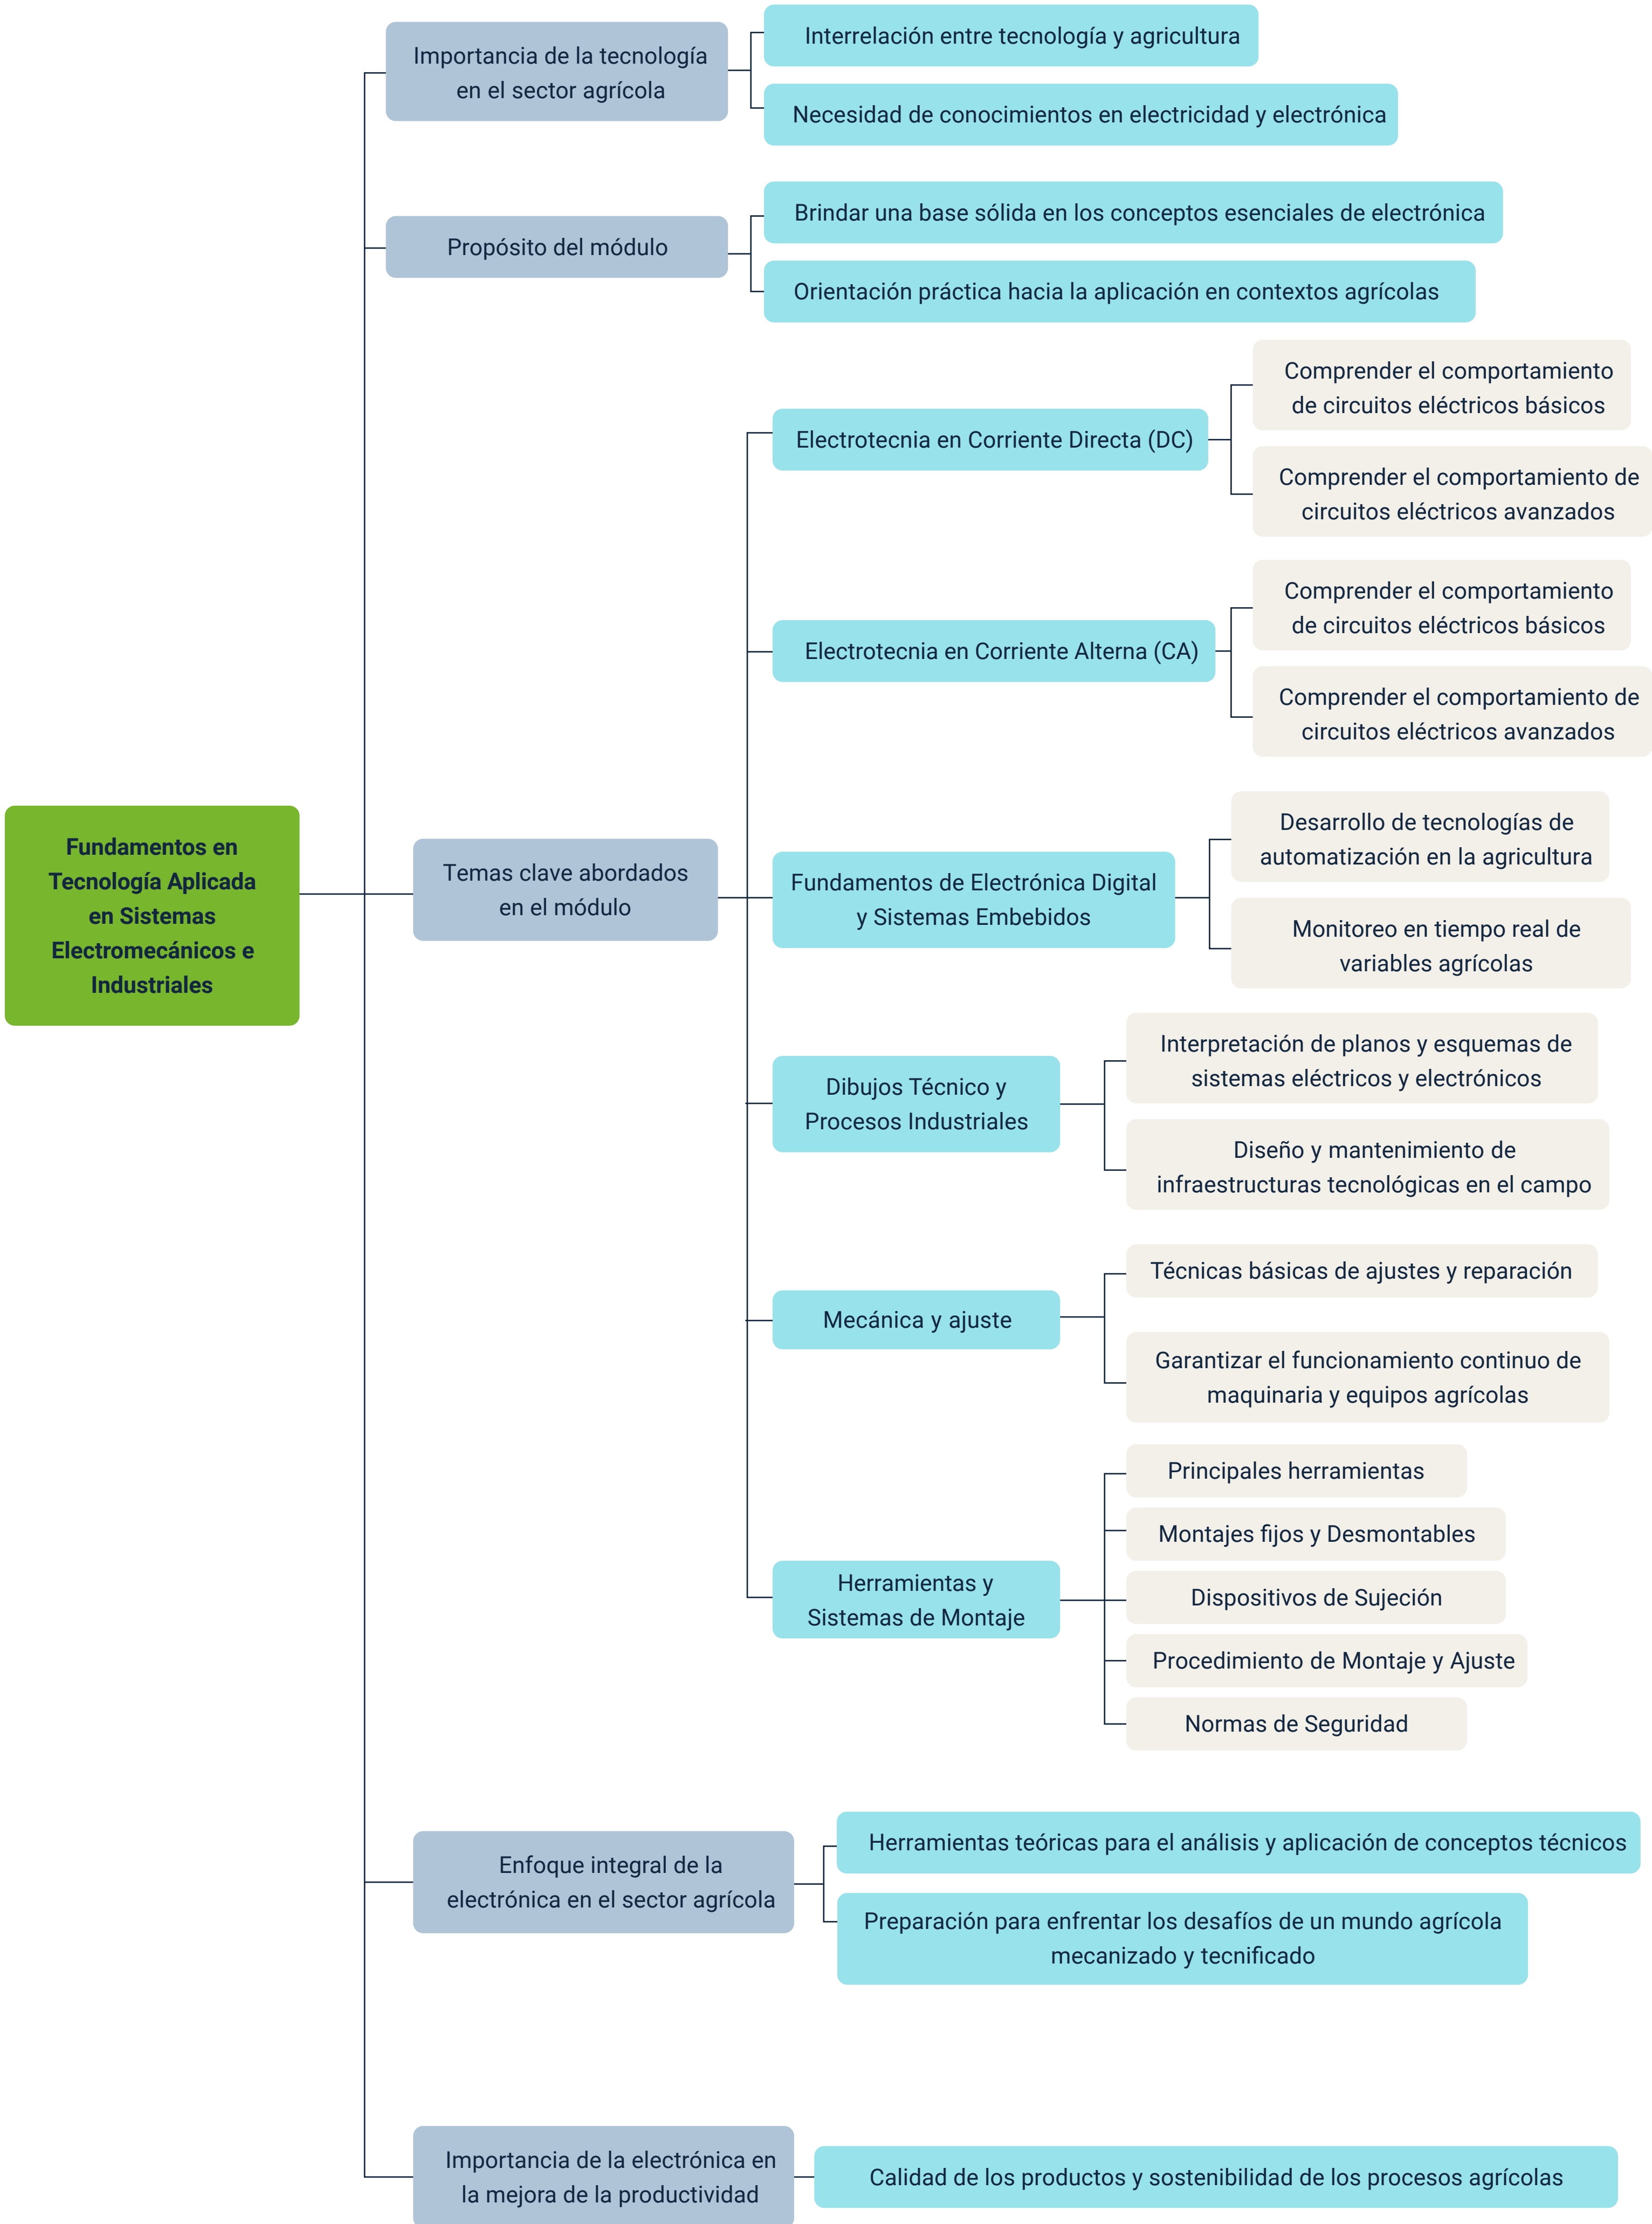 Importancia de la tecnología
en el sector agrícola
Interrelación entre tecnología y agricultura
Necesidad de conocimientos en electricidad y electrónica
Propósito del módulo
Brindar una base sólida en los conceptos esenciales de electrónica
Orientación práctica hacia la aplicación en contextos agrícolas
Fundamentos en
Tecnología Aplicada
en Sistemas
Electromecánicos e
Industriales
Temas clave abordados
en el módulo
Electrotecnia en Corriente Directa (DC)
Comprender el comportamiento
de circuitos eléctricos básicos
Comprender el comportamiento de
circuitos eléctricos avanzados
Electrotecnia en Corriente Alterna (CA)
Comprender el comportamiento
de circuitos eléctricos básicos
Comprender el comportamiento de
circuitos eléctricos avanzados
Fundamentos de Electrónica Digital
y Sistemas Embebidos
Desarrollo de tecnologías de
automatización en la agricultura
Monitoreo en tiempo real de
variables agrícolas
Dibujos Técnico y
Procesos Industriales
Interpretación de planos y esquemas de
sistemas eléctricos y electrónicos
Diseño y mantenimiento de
infraestructuras tecnológicas en el campo
Mecánica y ajuste
Técnicas básicas de ajustes y reparación
Garantizar el funcionamiento continuo de
maquinaria y equipos agrícolas
Herramientas y
Sistemas de Montaje
Principales herramientas
Montajes fijos y Desmontables
Dispositivos de Sujeción
Procedimiento de Montaje y Ajuste
Normas de Seguridad
Enfoque integral de la
electrónica en el sector agrícola
Herramientas teóricas para el análisis y aplicación de conceptos técnicos
Preparación para enfrentar los desafíos de un mundo agrícola
mecanizado y tecnificado
Importancia de la electrónica en
la mejora de la productividad
Calidad de los productos y sostenibilidad de los procesos agrícolas